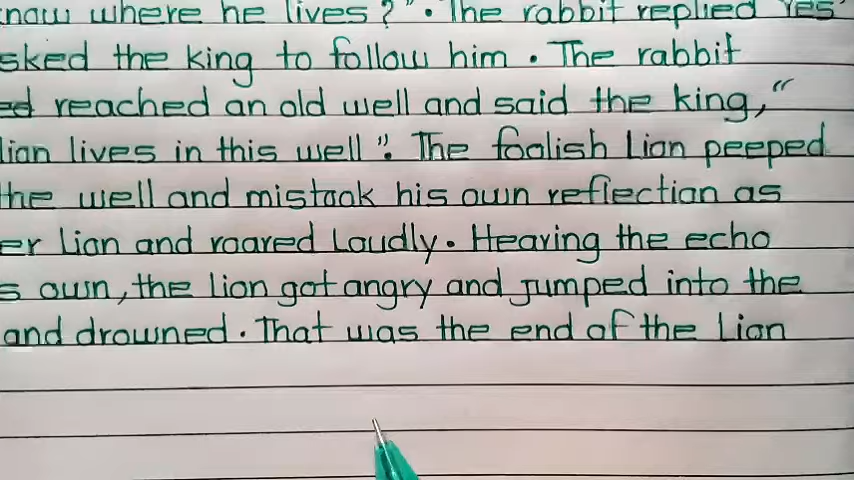 now where he lives?". The rabbit replied Yes'
sked the king to follow him. The rabbit
ed reached an old well and said the king,"
lion lives in this well". The foolish Lion peeped
the well and mistook his own reflection as
er lion and roared Loudly. Hearing the echo
s own, the lion got angry and jumped into the
and drowned. That was the end of the Lion